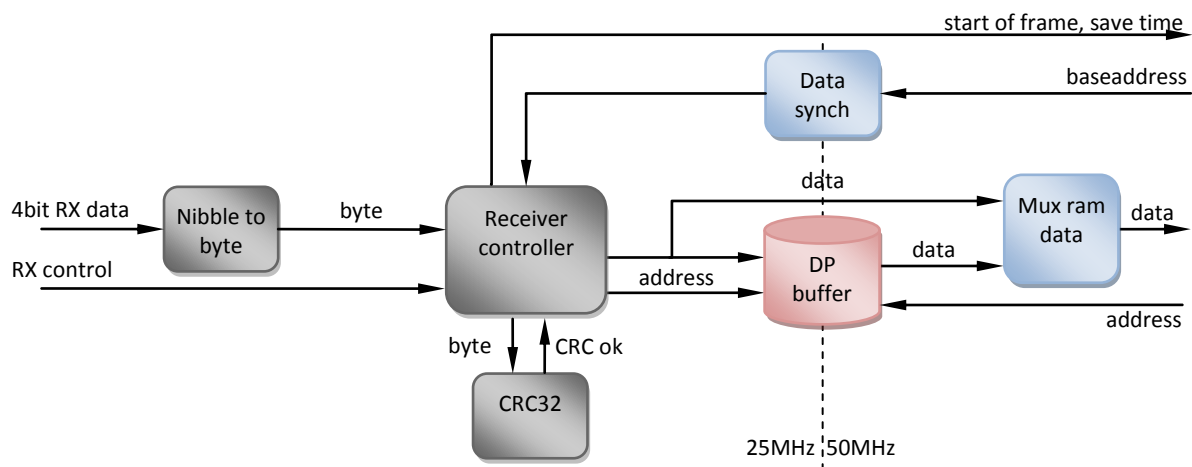 start of frame, save time
Data
synch
baseaddress
4bit RX data
Nibble to
byte
byte
Receiver
controller
data
Mux ram
data
data
RX control
address
DP
buffer
data
address
byte
CRC ok
CRC32
25MHz
50MHz